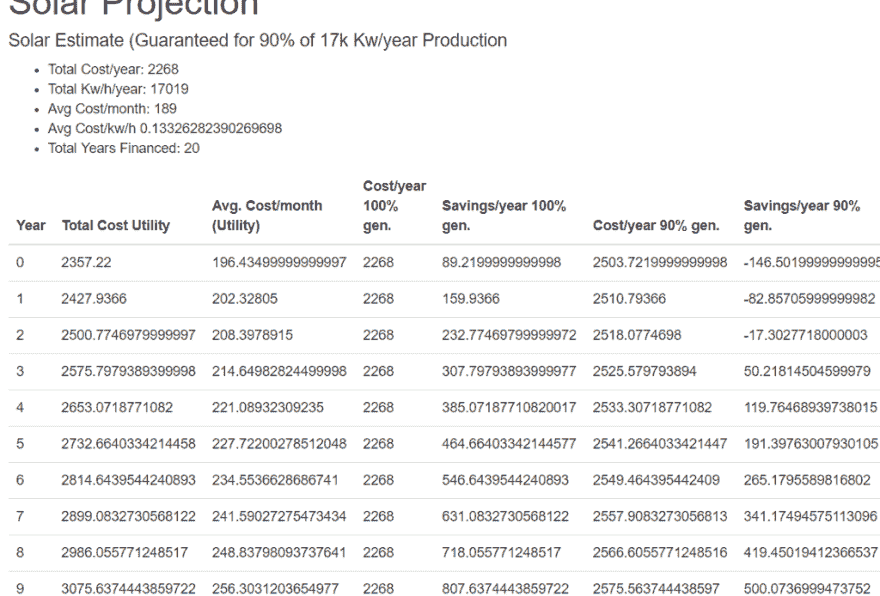 Solar Projection
Solar Estimate (Guaranteed for 90% of 17k Kw/year Production
Total Cost/year: 2268
Total Kw/h/year: 17019
Avg Cost/month: 189
Avg Cost/kw/h 0.13326282390269698
Total Years Financed: 20
Year Total Cost Utility Avg. Cost/month (Utility) Cost/year 100% gen. Savings/year 100% gen. Cost/year 90% gen. Savings/year 90% gen.
0 2357.22 196.43499999999997 2268 89.2199999999998 2503.7219999999998 -146.50199999999995
1 2427.9366 202.32805 2268 159.9366 2510.79366 -82.85705999999982
2 2500.7746979999997 208.3978915 2268 232.77469799999972 2518.0774698 -17.3027718000003
3 2575.7979389399998 214.64982824499998 2268 307.79793893999977 2525.579793894 50.21814504599979
4 2653.0718771082 221.08932309235 2268 385.07187710820017 2533.30718771082 119.76468939738015
5 2732.6640334214458 227.72200278512048 2268 464.66403342144577 2541.2664033421447 191.39763007930105
6 2814.6439544240893 234.5536628686741 2268 546.6439544240893 2549.464395442409 265.1795589816802
7 2899.0832730568122 241.59027275473434 2268 631.0832730568122 2557.9083273056813 341.17494575113096
8 2986.055771248517 248.83798093737641 2268 718.055771248517 2566.6055771248516 419.45019412366537
9 3075.6374443859722 256.3031203654977 2268 807.6374443859722 2575.563744438597 500.0736999473752